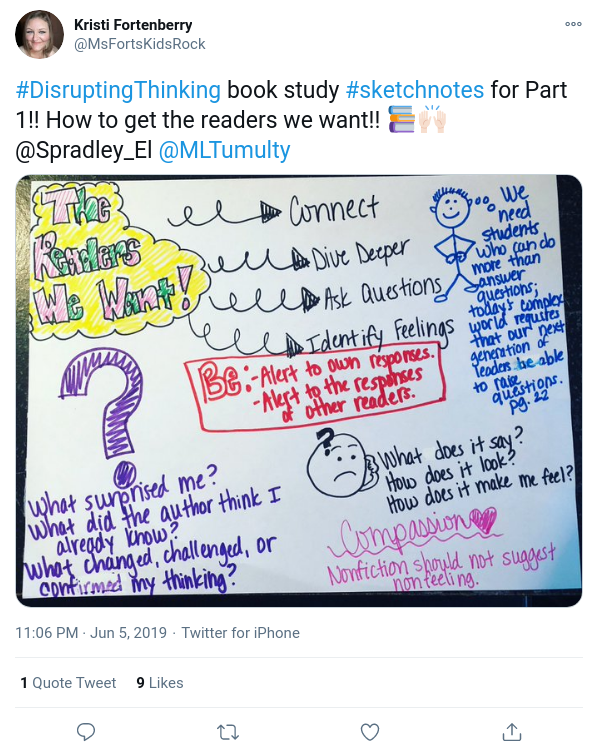 Kristi Fortenberry
@MsFortsKidsRock
#DisruptingThinking book study #sketchnotes for Part
1!! How to get the readers we want!! 📚🙌🏻
@Spradley_El @MLTumulty
The
Readers
We Want!
Connect
Dive Deeper
Ask Questions
Identify Feelings
We
need
students
who can do
more than
answer
questions;
today's complex
world requires
that our next
generation of
leaders be able
to raise
questions.
pg. 22
Be:-Alert to own responses.
-Alert to the responses
of other readers.
?
What surprised me?
What did the author think I
already know?
What changed, challenged, or
confirmed my thinking?
?
What does it say?
How does it look?
How does it make me feel?
Compassion
Nonfiction should not suggest
nonfeeling.
11:06 PM · Jun 5, 2019 · Twitter for iPhone
1 Quote Tweet 9 Likes